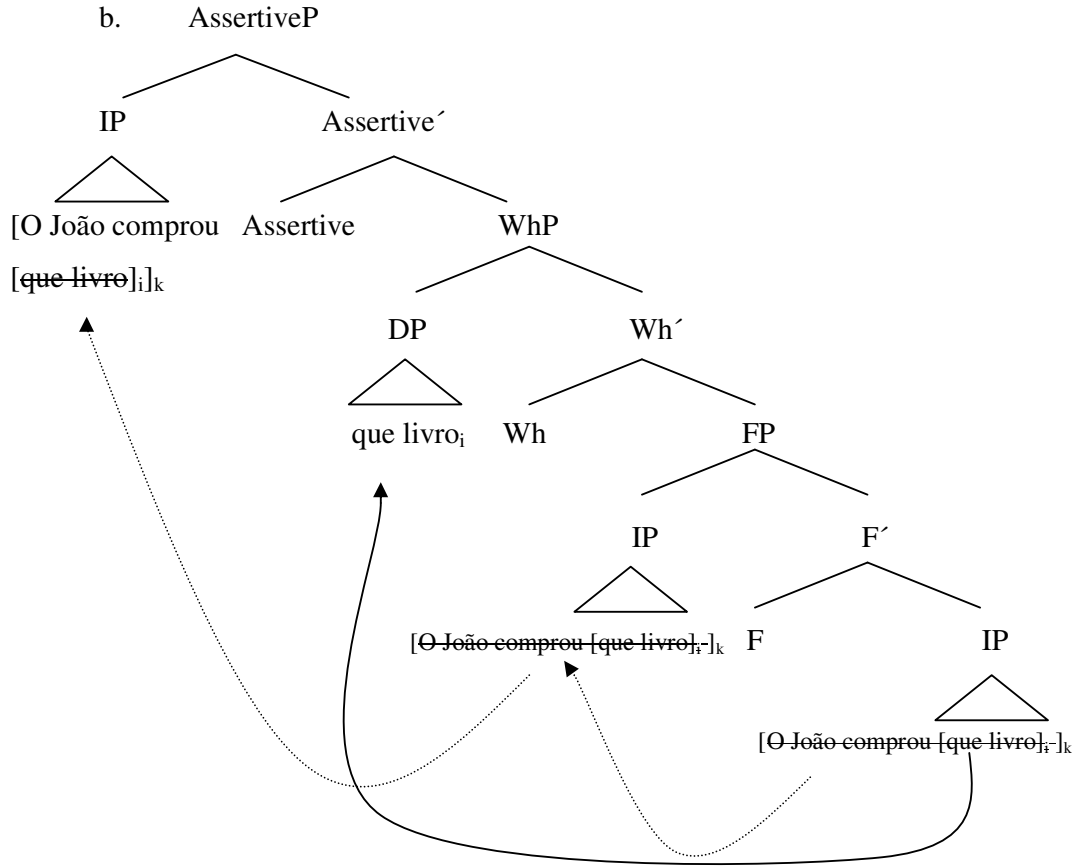 b. AssertiveP
IP Assertive´
[O João comprou Assertive WhP
[que livro]i]k
DP Wh´
que livroi Wh FP
IP F´
[O João comprou [que livro]i ]k F IP
[O João comprou [que livro]i ]k